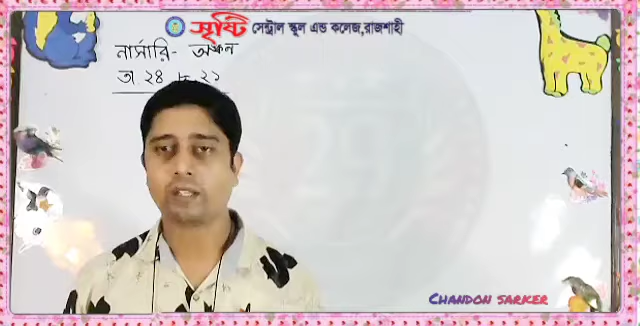 সৃষ্টি সেন্ট্রাল স্কুল এন্ড কলেজ,রাজশাহী
নার্সারি- অঙ্কন
তা ২৪ ৮ ২১
CHANDON SARKER